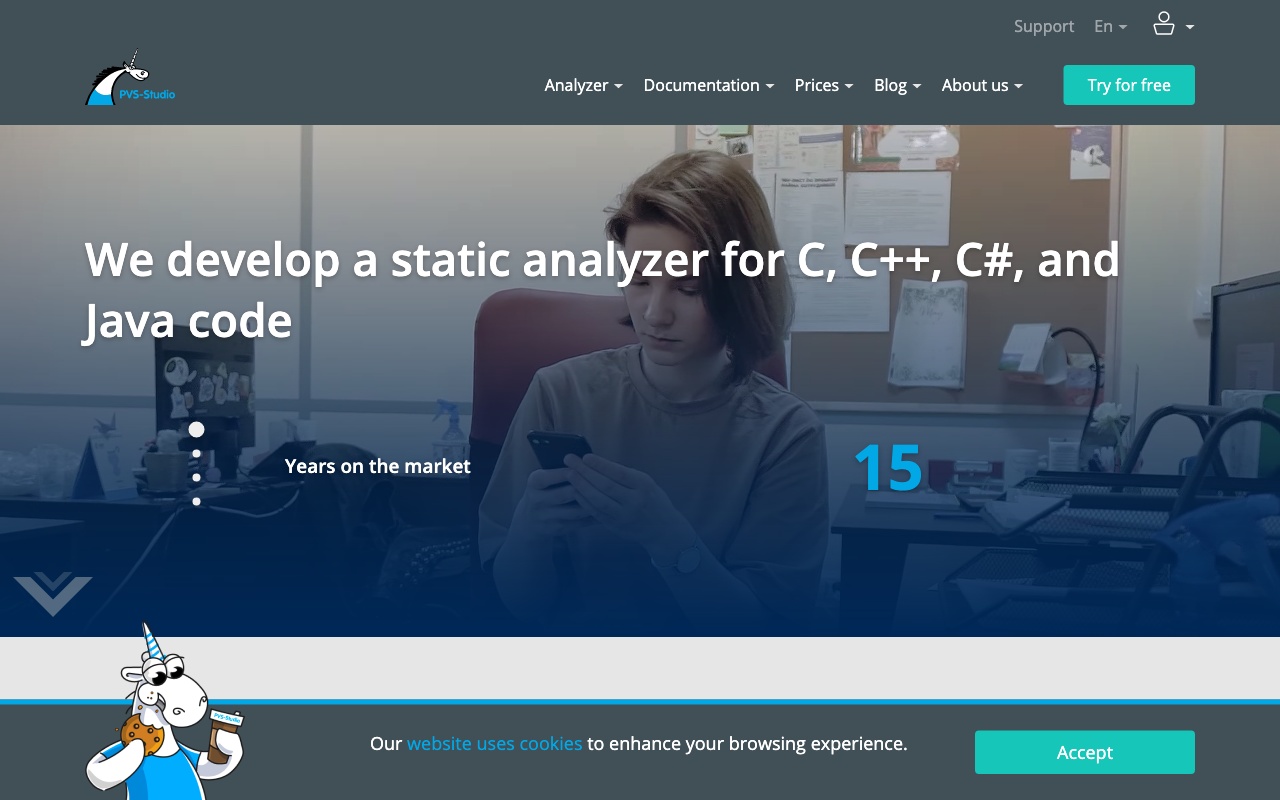 Support En
PVS-Studio
Analyzer Documentation Prices Blog About us Try for free
We develop a static analyzer for C, C++, C#, and
Java code
Years on the market 15
PVS-Studio
Our website uses cookies to enhance your browsing experience.
Accept